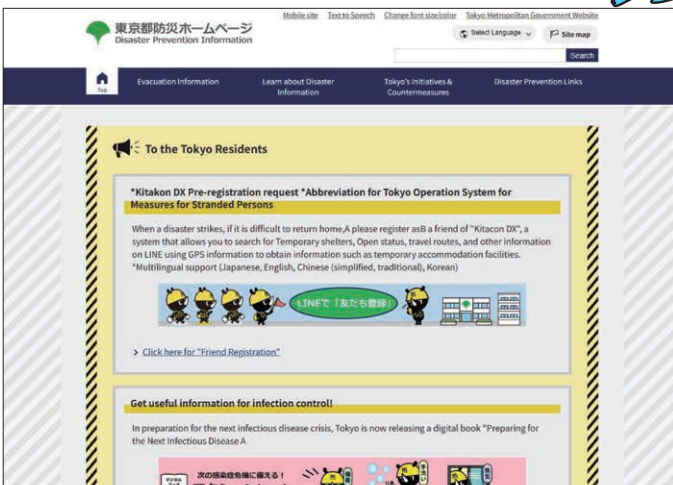 東京都防災ホームページ
Disaster Prevention Information
Mobile site Text to Speech Change font size/color Tokyo Metropolitan Government Website
Select Language Site map
Search
Top
Evacuation Information
Learn about Disaster
Information
Tokyo's Initiatives &
Countermeasures
Disaster Prevention Links
To the Tokyo Residents
*Kitakon DX Pre-registration request *Abbreviation for Tokyo Operation System for
Measures for Stranded Persons
When a disaster strikes, if it is difficult to return home,A please register asB a friend of "Kitacon DX", a
system that allows you to search for Temporary shelters, Open status, travel routes, and other information
on LINE using GPS information to obtain information such as temporary accommodation facilities.
*Multilingual support (Japanese, English, Chinese (simplified, traditional), Korean)
LINEで「友だち登録」
> Click here for "Friend Registration"
Get useful information for infection control!
In preparation for the next infectious disease crisis, Tokyo is now releasing a digital book "Preparing for
the Next Infectious Disease A
次の感染症危機に備える！